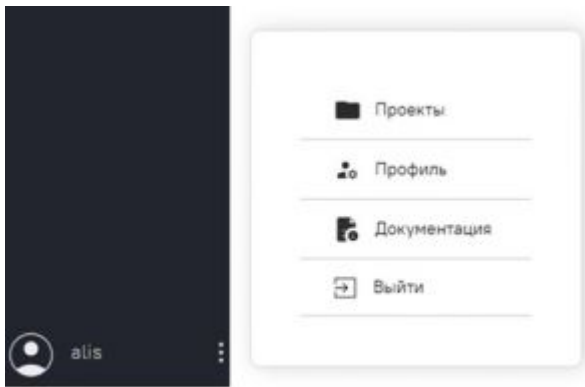 Проекты
Профиль
Документация
Выйти
alis